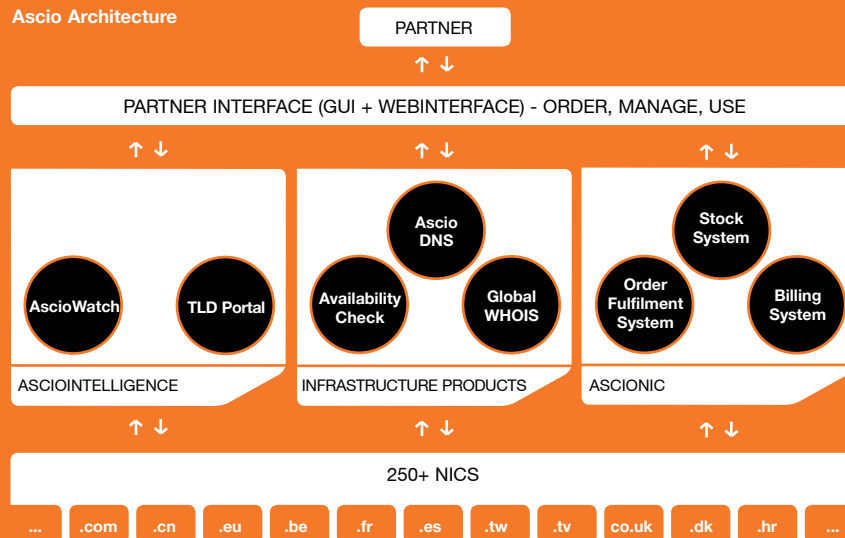 Ascio Architecture
PARTNER
↑ ↓
PARTNER INTERFACE (GUI + WEBINTERFACE) - ORDER, MANAGE, USE
↑ ↓ ↑ ↓ ↑ ↓
AscioWatch
TLD Portal
ASCIOINTELLIGENCE
Ascio
DNS
Availability
Check
Global
WHOIS
INFRASTRUCTURE PRODUCTS
Stock
System
Order
Fulfilment
System
Billing
System
ASCIONIC
↑ ↓ ↑ ↓ ↑ ↓
250+ NICS
... .com .cn .eu .be .fr .es .tw .tv co.uk .dk .hr ...